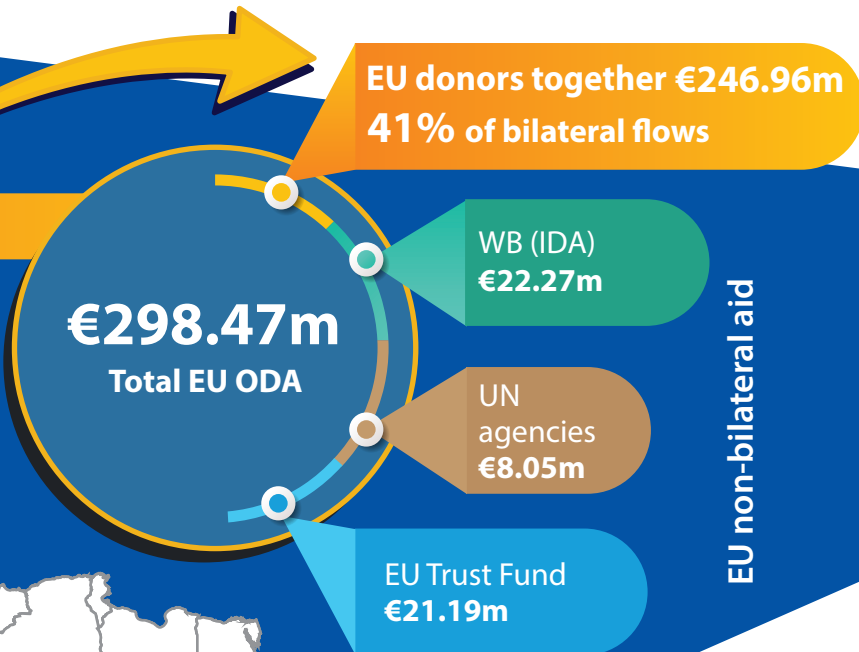 EU donors together €246.96m
41% of bilateral flows
WB (IDA)
€22.27m
€298.47m
Total EU ODA
UN
agencies
€8.05m
EU Trust Fund
€21.19m
EU non-bilateral aid